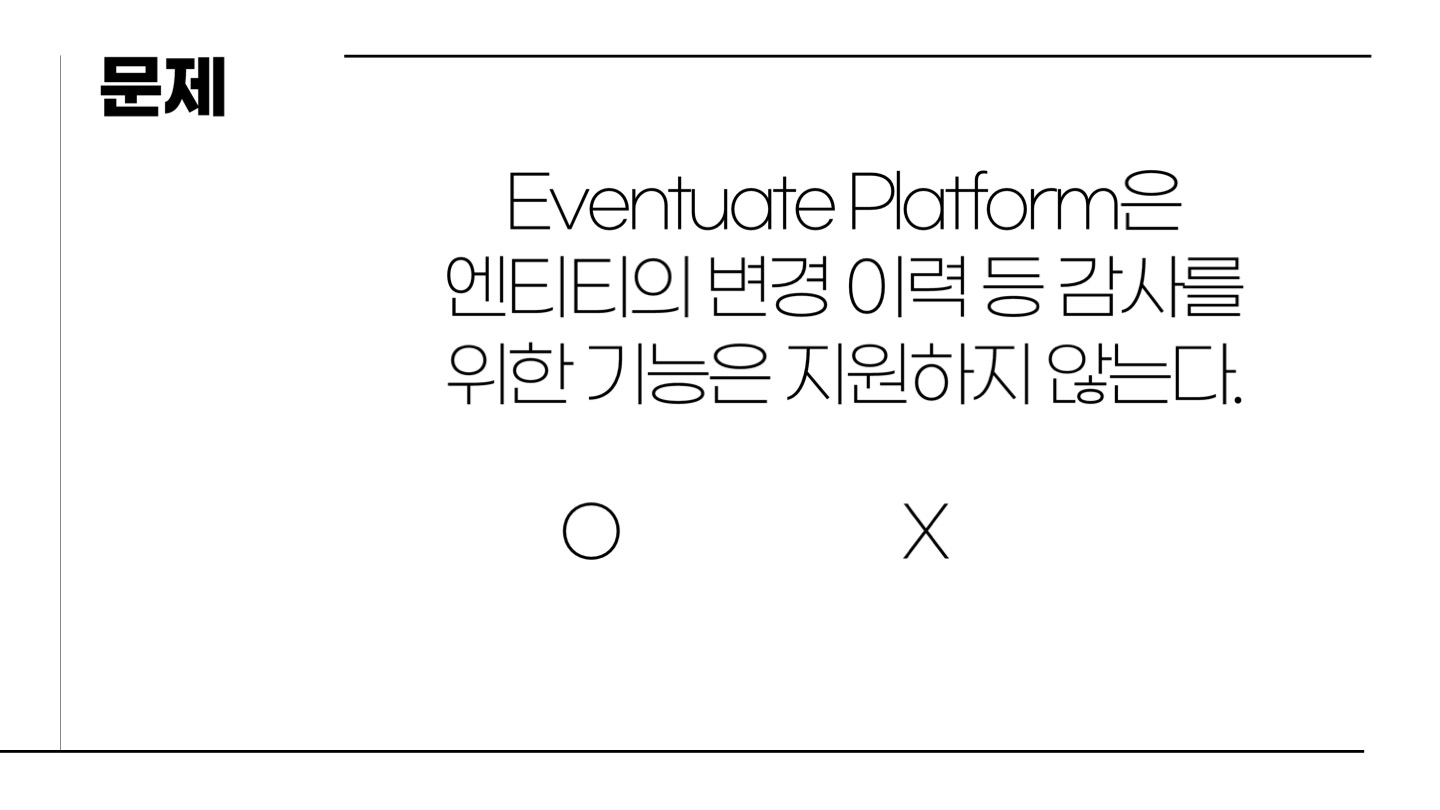 문제
Eventuate Platform은
엔티티의 변경 이력 등 감사를
위한 기능은 지원하지 않는다.
O X